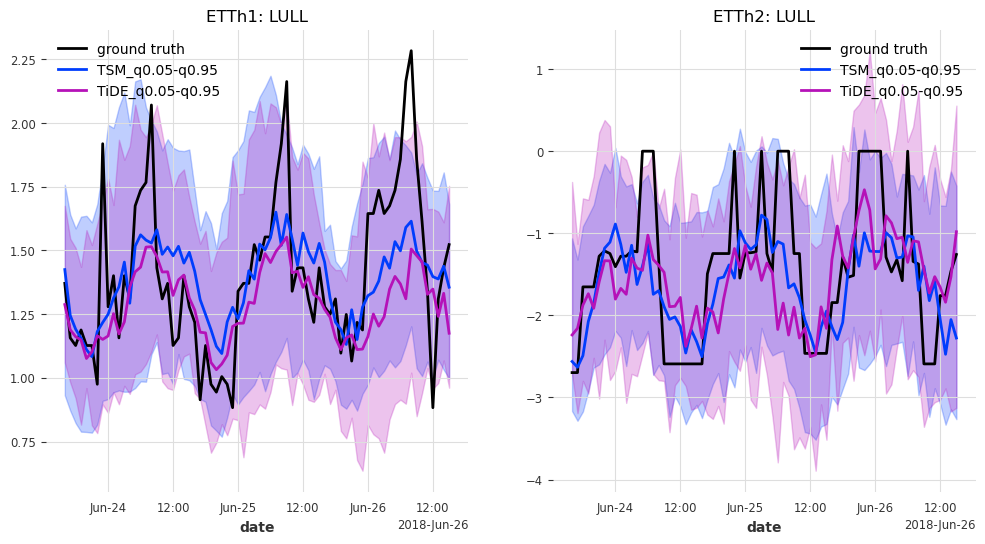 ETTh1: LULL
ground truth
TSM_q0.05-q0.95
TiDE_q0.05-q0.95
2.25
2.00
1.75
1.50
1.25
1.00
0.75
Jun-24
12:00
Jun-25
12:00
Jun-26
12:00
2018-Jun-26
date
ETTh2: LULL
ground truth
TSM_q0.05-q0.95
TiDE_q0.05-q0.95
1
0
−1
−2
−3
−4
Jun-24
12:00
Jun-25
12:00
Jun-26
12:00
2018-Jun-26
date